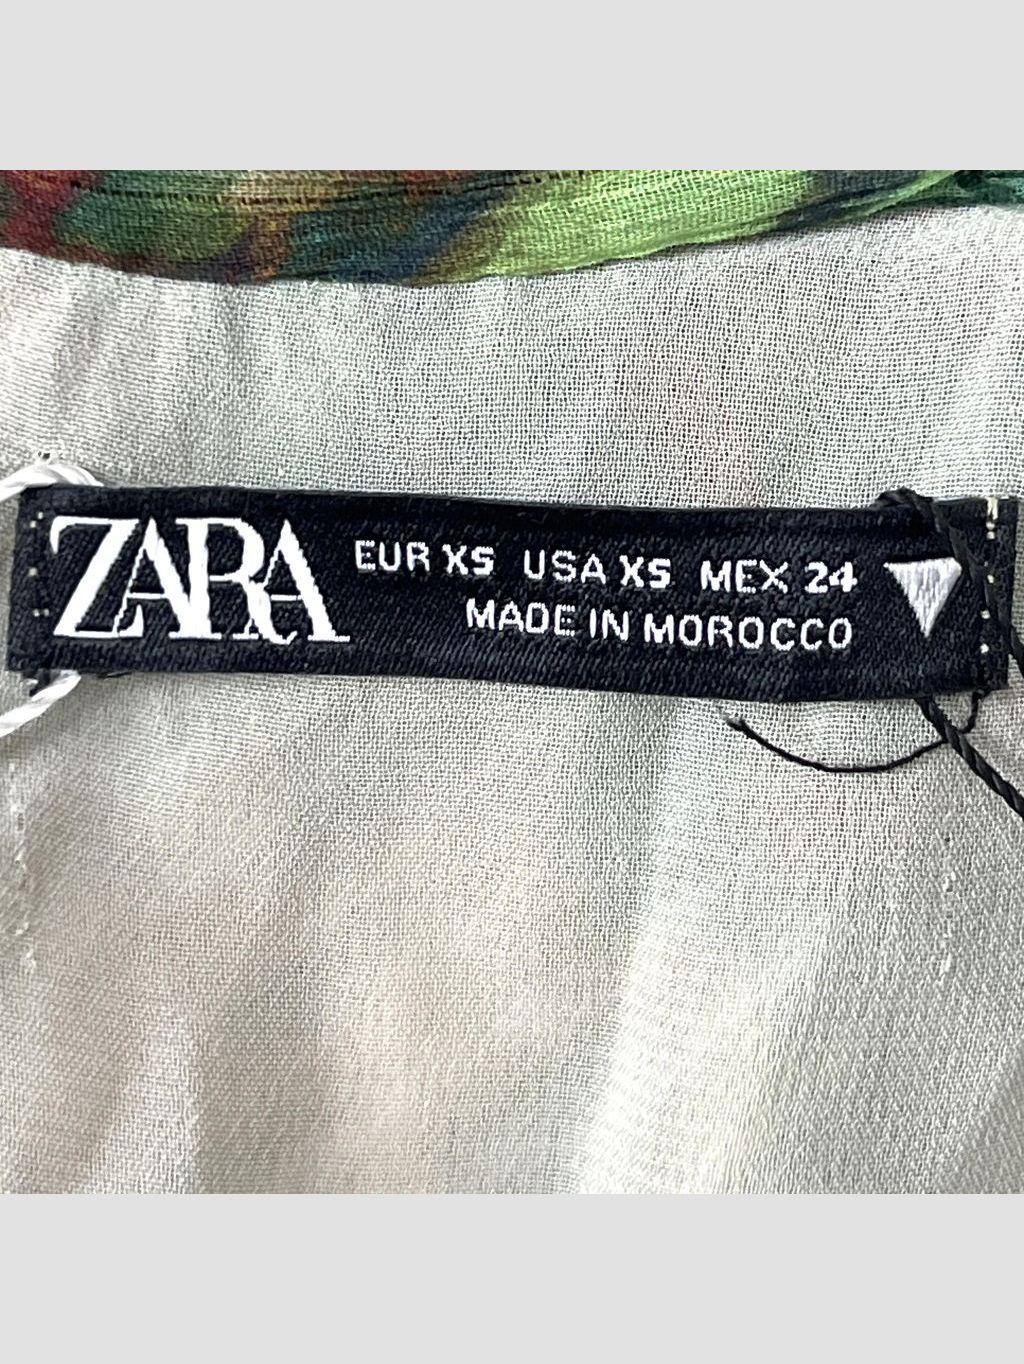 ZARA
EUR XS USA XS MEX 24
MADE IN MOROCCO